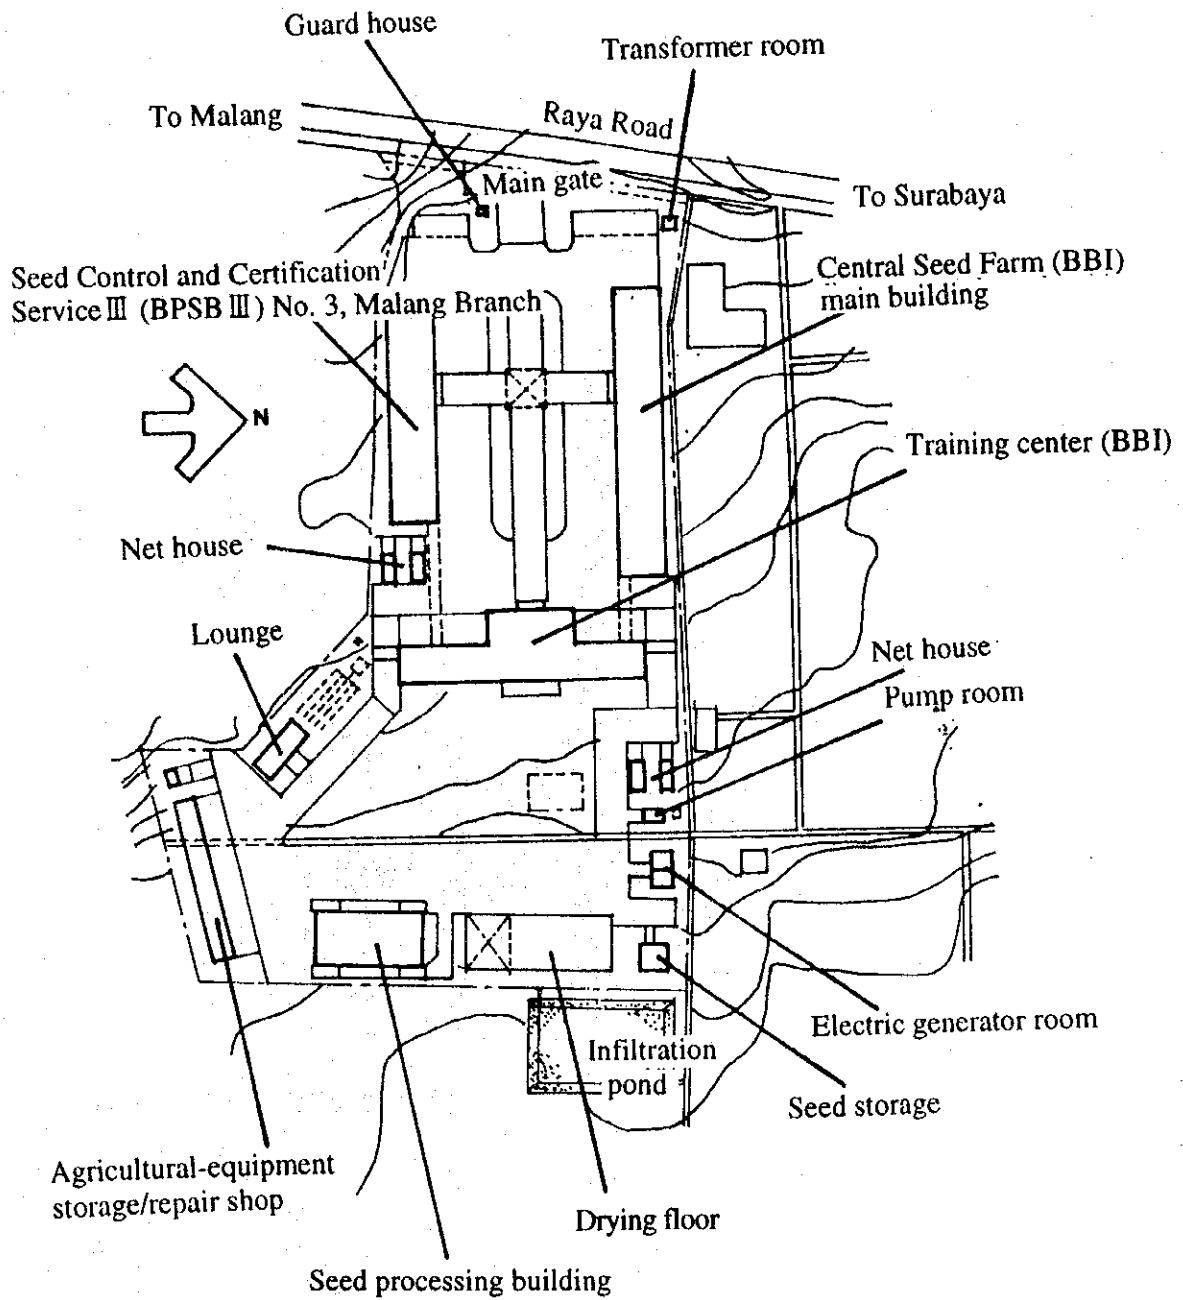 Guard house
Transformer room
To Malang
Raya Road
Main gate
To Surabaya
Seed Control and Certification
Service Ⅲ (BPSB Ⅲ) No. 3, Malang Branch
Central Seed Farm (BBI)
main building
N
Training center (BBI)
Net house
Lounge
Net house
Pump room
Electric generator room
Infiltration
pond
Seed storage
Agricultural-equipment
storage/repair shop
Drying floor
Seed processing building